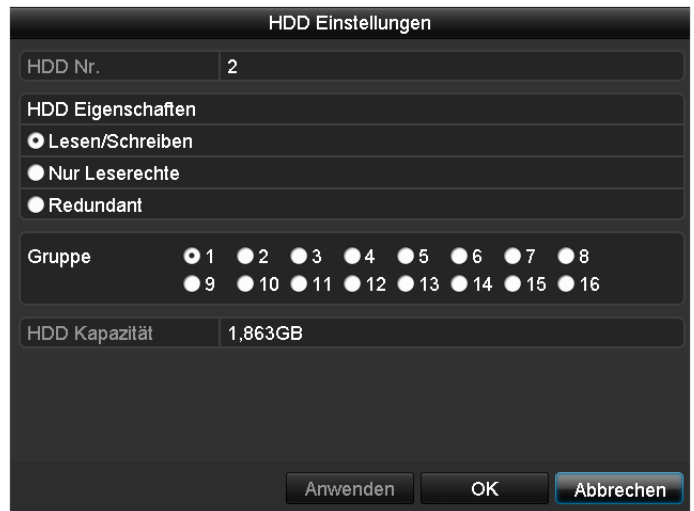 HDD Einstellungen
HDD Nr. 2
HDD Eigenschaften
Lesen/Schreiben
Nur Leserechte
Redundant
Gruppe 1 2 3 4 5 6 7 8
9 10 11 12 13 14 15 16
HDD Kapazität 1,863GB
Anwenden OK Abbrechen